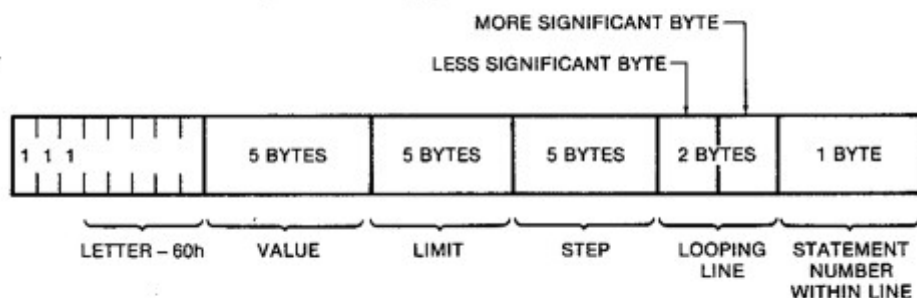 MORE SIGNIFICANT BYTE
LESS SIGNIFICANT BYTE
1 1 1
5 BYTES
5 BYTES
5 BYTES
2 BYTES
1 BYTE
LETTER – 60h
VALUE
LIMIT
STEP
LOOPING
LINE
STATEMENT
NUMBER
WITHIN LINE